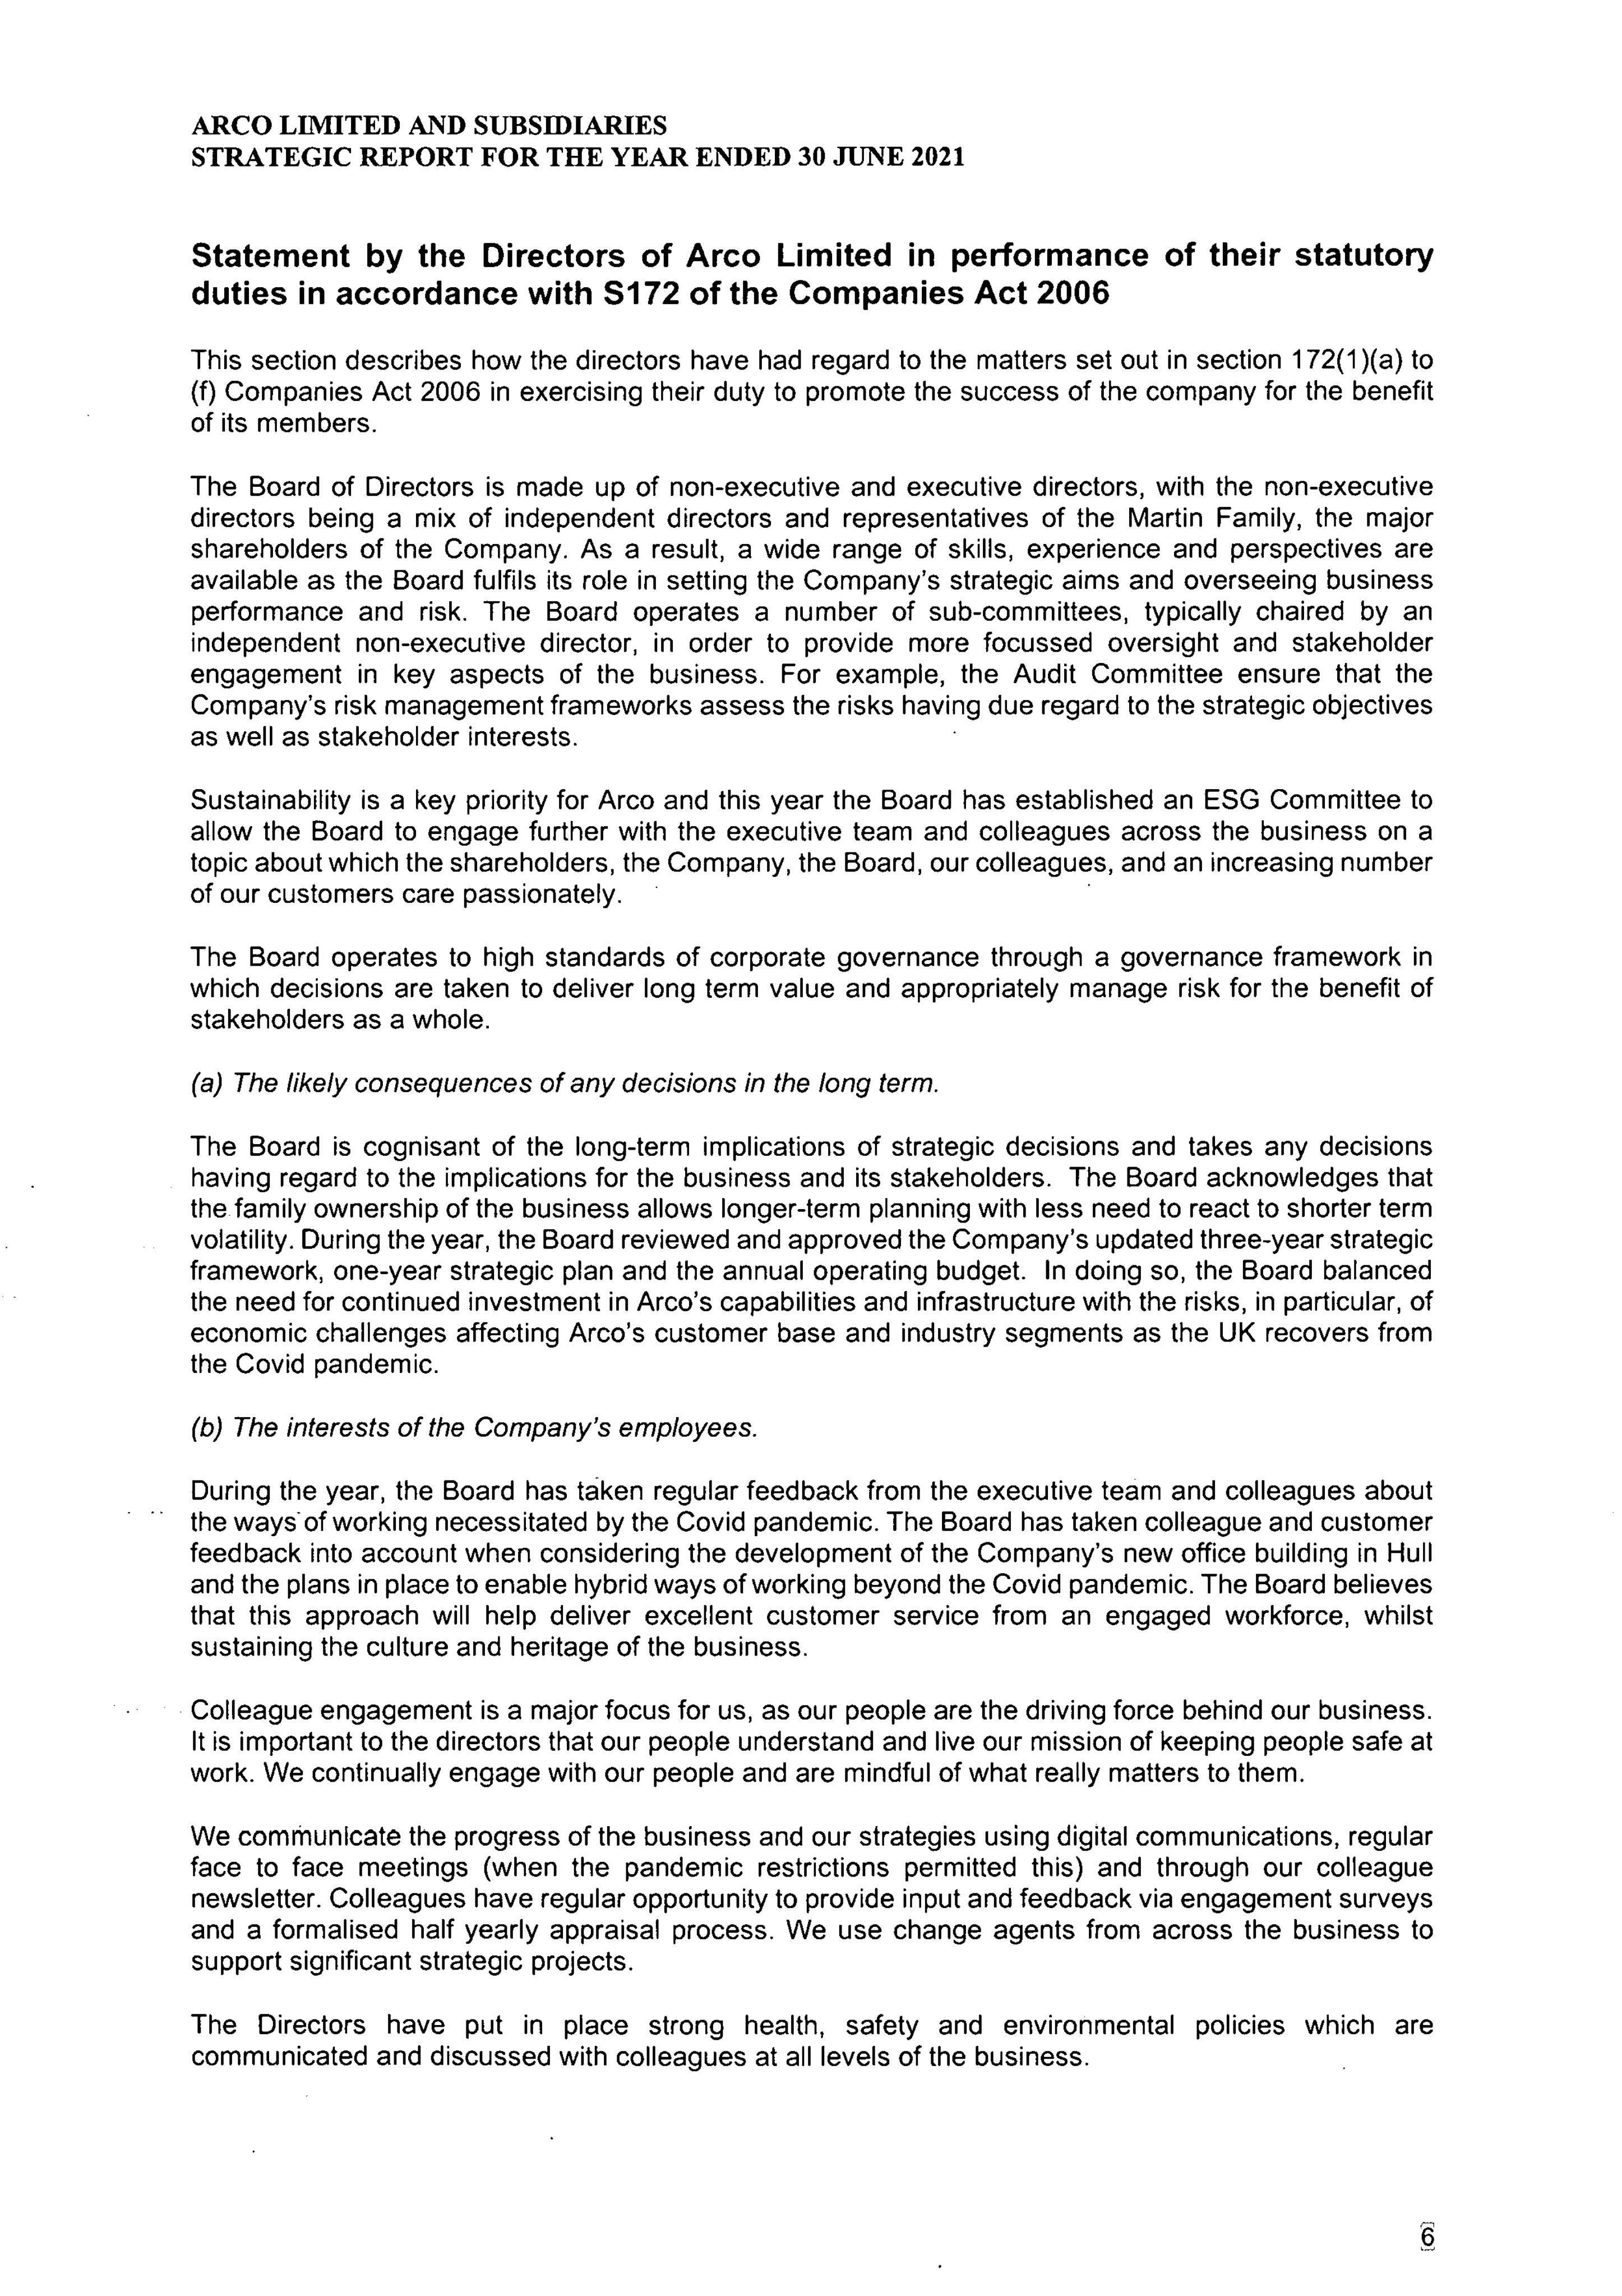 ARCO LIMITED AND SUBSIDIARIES
STRATEGIC REPORT FOR THE YEAR ENDED 30 JUNE 2021
Statement by the Directors of Arco Limited in performance of their statutory
duties in accordance with S172 of the Companies Act 2006
This section describes how the directors have had regard to the matters set out in section 172(1)(a) to
(f) Companies Act 2006 in exercising their duty to promote the success of the company for the benefit
of its members.
The Board of Directors is made up of non-executive and executive directors, with the non-executive
directors being a mix of independent directors and representatives of the Martin Family, the major
shareholders of the Company. As a result, a wide range of skills, experience and perspectives are
available as the Board fulfils its role in setting the Company's strategic aims and overseeing business
performance and risk. The Board operates a number of sub-committees, typically chaired by an
independent non-executive director, in order to provide more focussed oversight and stakeholder
engagement in key aspects of the business. For example, the Audit Committee ensure that the
Company's risk management frameworks assess the risks having due regard to the strategic objectives
as well as stakeholder interests.
Sustainability is a key priority for Arco and this year the Board has established an ESG Committee to
allow the Board to engage further with the executive team and colleagues across the business on a
topic about which the shareholders, the Company, the Board, our colleagues, and an increasing number
of our customers care passionately.
The Board operates to high standards of corporate governance through a governance framework in
which decisions are taken to deliver long term value and appropriately manage risk for the benefit of
stakeholders as a whole.
(a) The likely consequences of any decisions in the long term.
The Board is cognisant of the long-term implications of strategic decisions and takes any decisions
having regard to the implications for the business and its stakeholders. The Board acknowledges that
the family ownership of the business allows longer-term planning with less need to react to shorter term
volatility. During the year, the Board reviewed and approved the Company's updated three-year strategic
framework, one-year strategic plan and the annual operating budget. In doing so, the Board balanced
the need for continued investment in Arco's capabilities and infrastructure with the risks, in particular, of
economic challenges affecting Arco's customer base and industry segments as the UK recovers from
the Covid pandemic.
(b) The interests of the Company's employees.
During the year, the Board has taken regular feedback from the executive team and colleagues about
the ways of working necessitated by the Covid pandemic. The Board has taken colleague and customer
feedback into account when considering the development of the Company's new office building in Hull
and the plans in place to enable hybrid ways of working beyond the Covid pandemic. The Board believes
that this approach will help deliver excellent customer service from an engaged workforce, whilst
sustaining the culture and heritage of the business.
Colleague engagement is a major focus for us, as our people are the driving force behind our business.
It is important to the directors that our people understand and live our mission of keeping people safe at
work. We continually engage with our people and are mindful of what really matters to them.
We communicate the progress of the business and our strategies using digital communications, regular
face to face meetings (when the pandemic restrictions permitted this) and through our colleague
newsletter. Colleagues have regular opportunity to provide input and feedback via engagement surveys
and a formalised half yearly appraisal process. We use change agents from across the business to
support significant strategic projects.
The Directors have put in place strong health, safety and environmental policies which are
communicated and discussed with colleagues at all levels of the business.
6